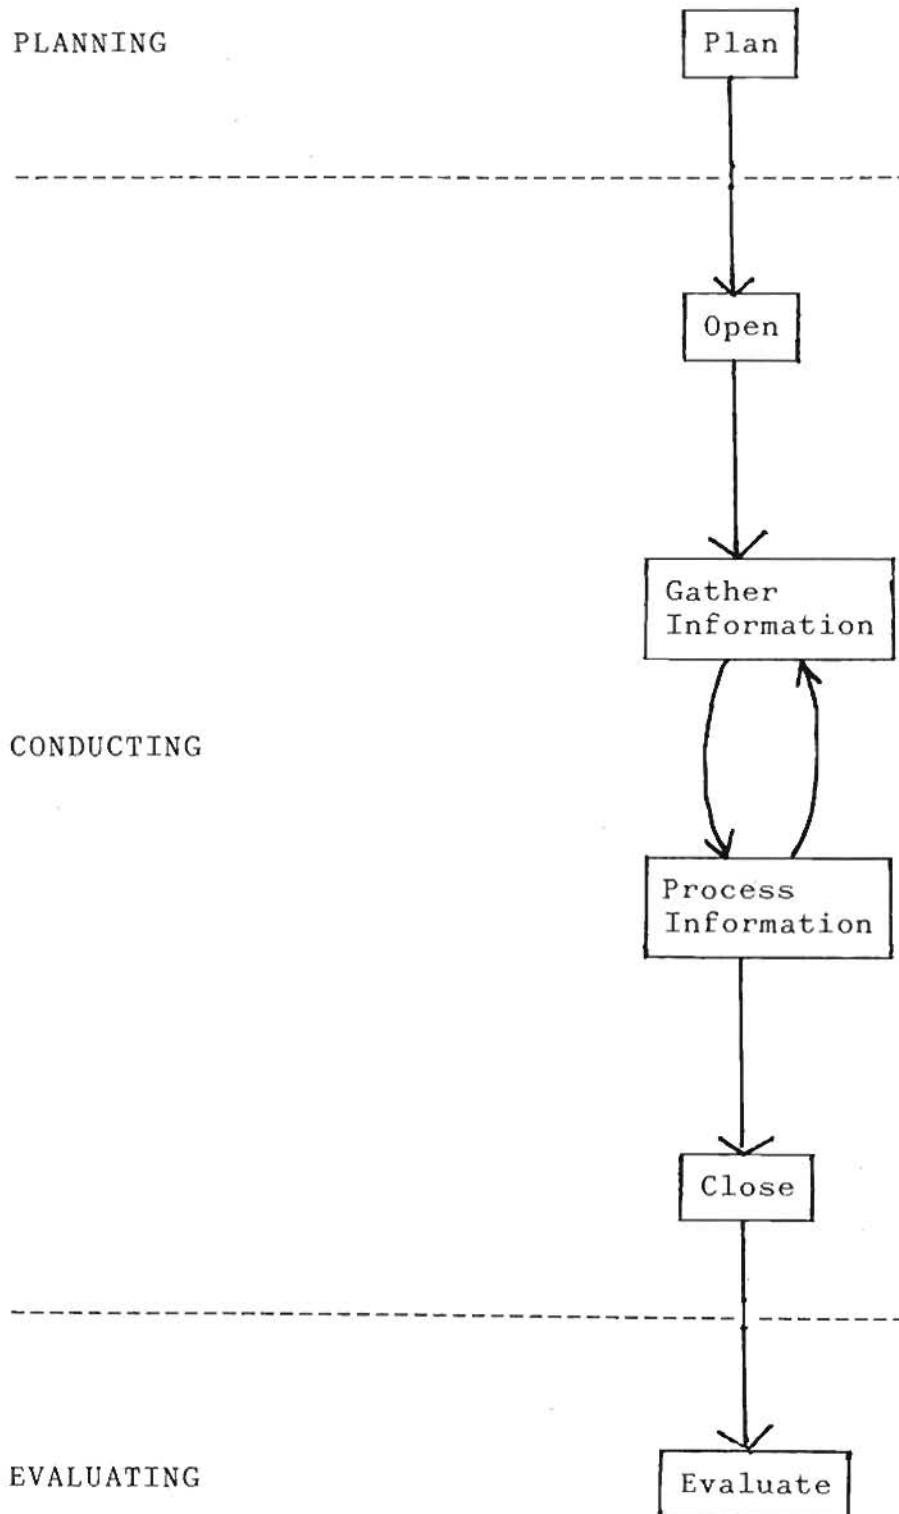 PLANNING
Plan
Open
Gather
Information
CONDUCTING
Process
Information
Close
EVALUATING
Evaluate